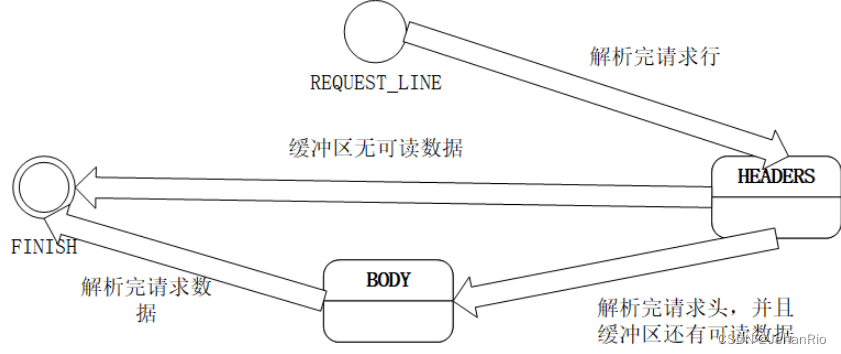 解析完请求行
REQUEST_LINE
缓冲区无可读数据
HEADERS
FINISH
BODY
解析完请求数
据
解析完请求头，并且
缓冲区还有可读数据